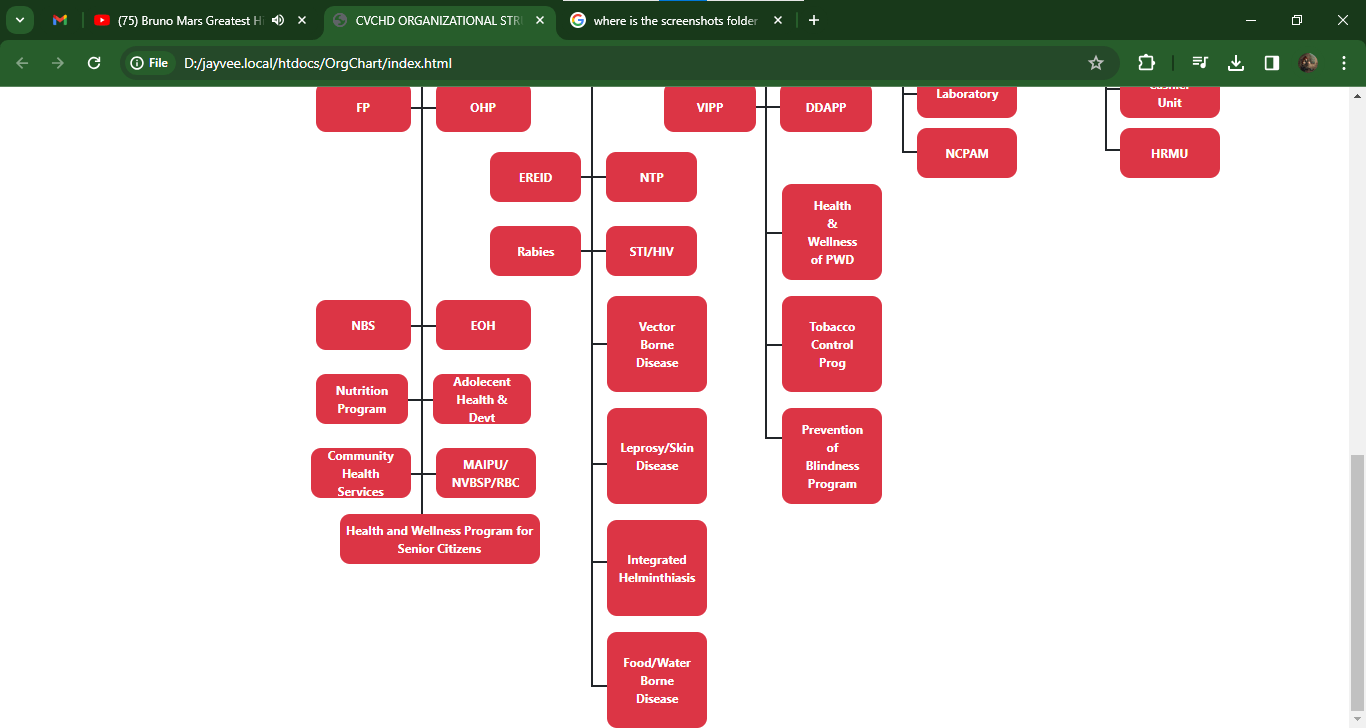 (75) Bruno Mars Greatest Hi
CVCHD ORGANIZATIONAL STR
where is the screenshots folder
File
D:/jayvee.local/htdocs/OrgChart/index.html
FP
OHP
VIPP
DDAPP
Laboratory
Cashier
Unit
EREID
NTP
NCPAM
HRMU
Rabies
STI/HIV
Health
&
Wellness
of PWD
NBS
EOH
Vector
Borne
Disease
Tobacco
Control
Prog
Nutrition
Program
Adolecent
Health &
Devt
Community
Health
Services
MAIPU/
NVBSP/RBC
Leprosy/Skin
Disease
Prevention
of
Blindness
Program
Health and Wellness Program for
Senior Citizens
Integrated
Helminthiasis
Food/Water
Borne
Disease